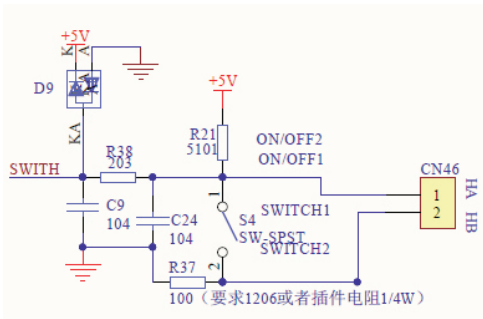 +5V
K
A
D9
KA
+5V
R21
5101
ON/OFF2
ON/OFF1
R38
203
SWITH
CN46
1
2
HA
HB
C9
104
C24
104
1
S4
SWITCH1
SW-SPST
SWITCH2
2
R37
100（要求1206或者插件电阻1/4W）